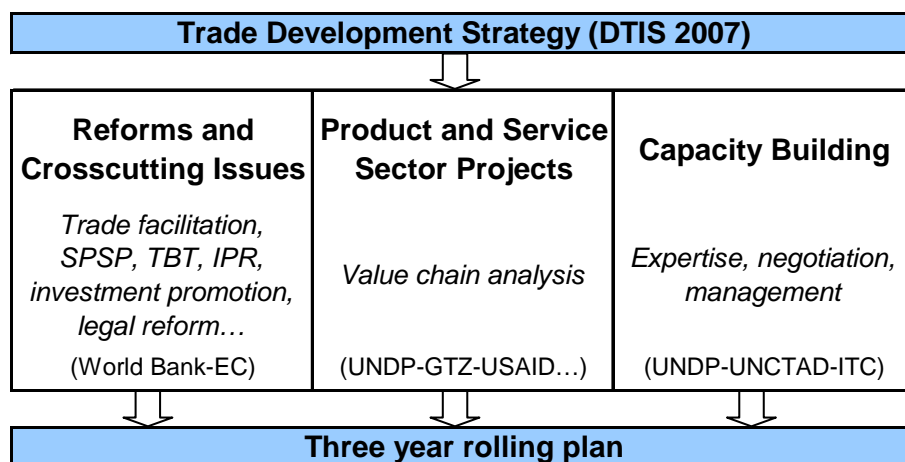 Trade Development Strategy (DTIS 2007)
Reforms and
Crosscutting Issues
Trade facilitation,
SPSP, TBT, IPR,
investment promotion,
legal reform…
(World Bank-EC)
Product and Service
Sector Projects
Value chain analysis
(UNDP-GTZ-USAID…)
Capacity Building
Expertise, negotiation,
management
(UNDP-UNCTAD-ITC)
Three year rolling plan